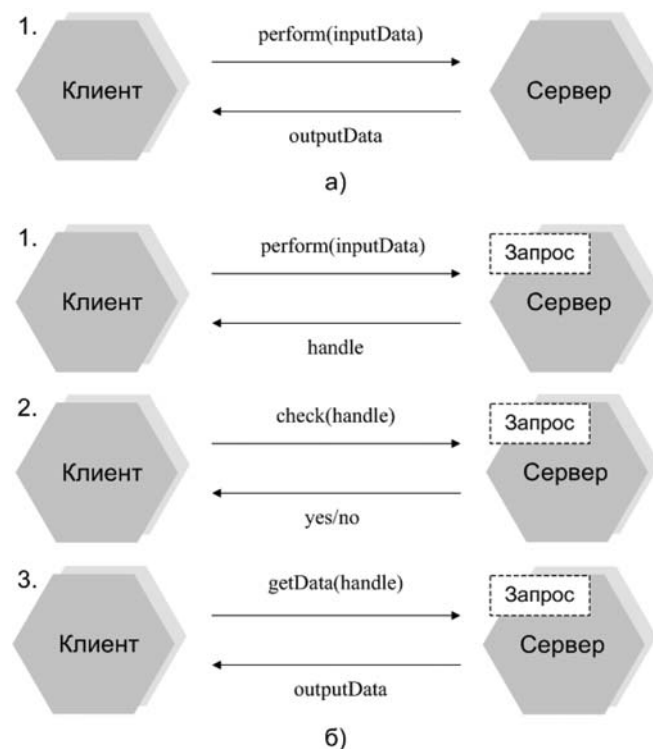 1.
perform(inputData)
Клиент
Сервер
outputData
а)
1.
perform(inputData)
Запрос
Клиент
Сервер
handle
2.
check(handle)
Запрос
Клиент
Сервер
yes/no
3.
getData(handle)
Запрос
Клиент
Сервер
outputData
б)